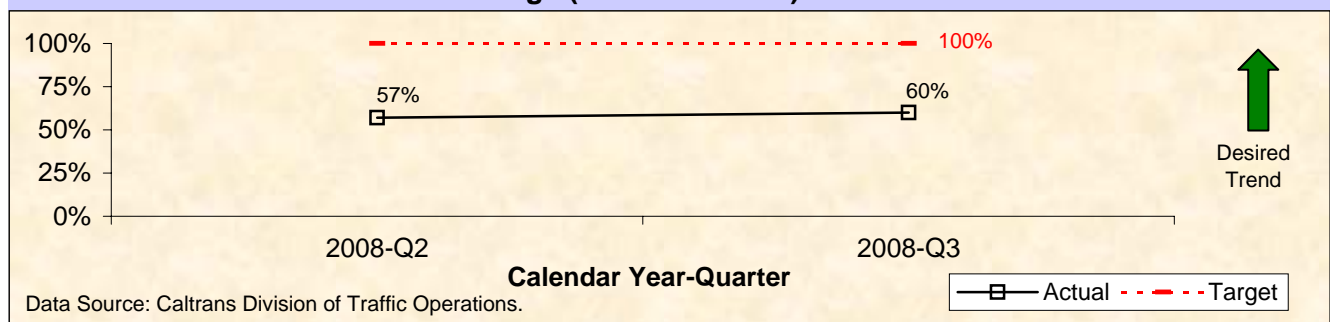 100%
75%
50%
25%
0%
57%
60%
100%
Desired
Trend
2008-Q2
2008-Q3
Calendar Year-Quarter
Data Source: Caltrans Division of Traffic Operations.
Actual
Target